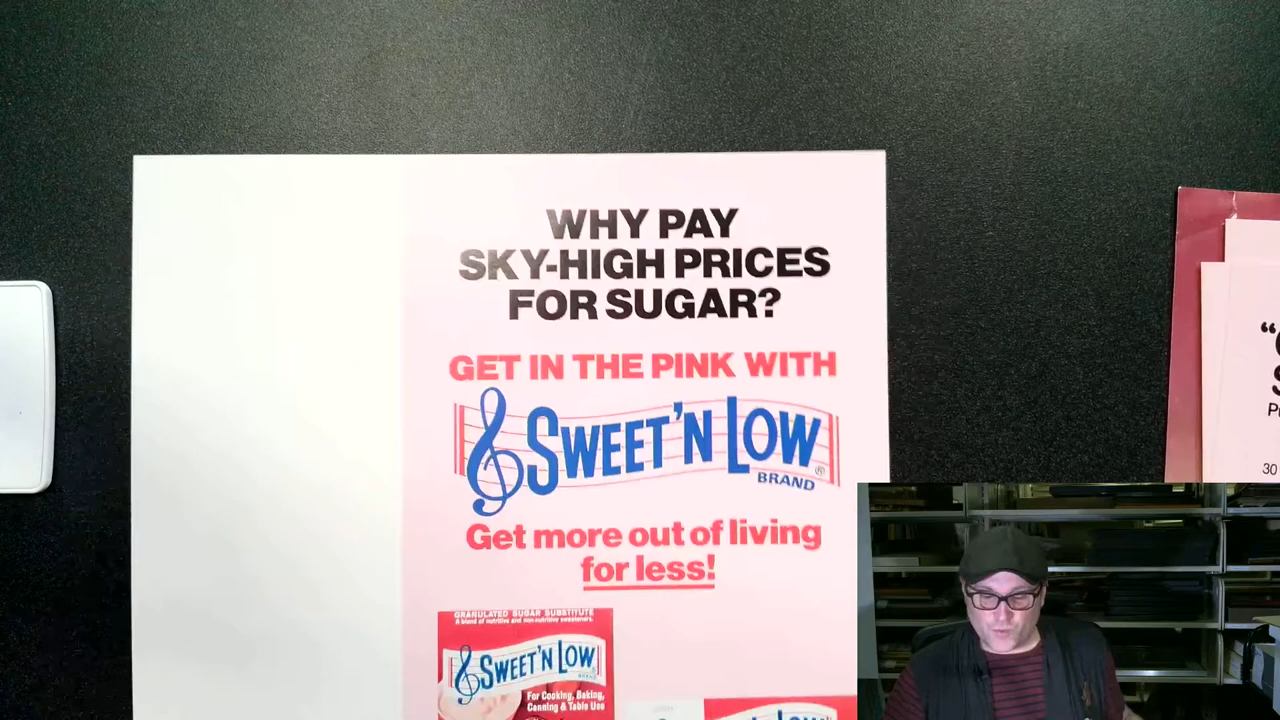 WHY PAY
SKY-HIGH PRICES
FOR SUGAR?
GET IN THE PINK WITH
SWEET'N LOW®
BRAND
Get more out of living
for less!
GRANULATED SUGAR SUBSTITUTE
A blend of nutritive and non-nutritive sweeteners.
SWEET'N LOW
BRAND
For Cooking, Baking,
Canning & Table Use
30